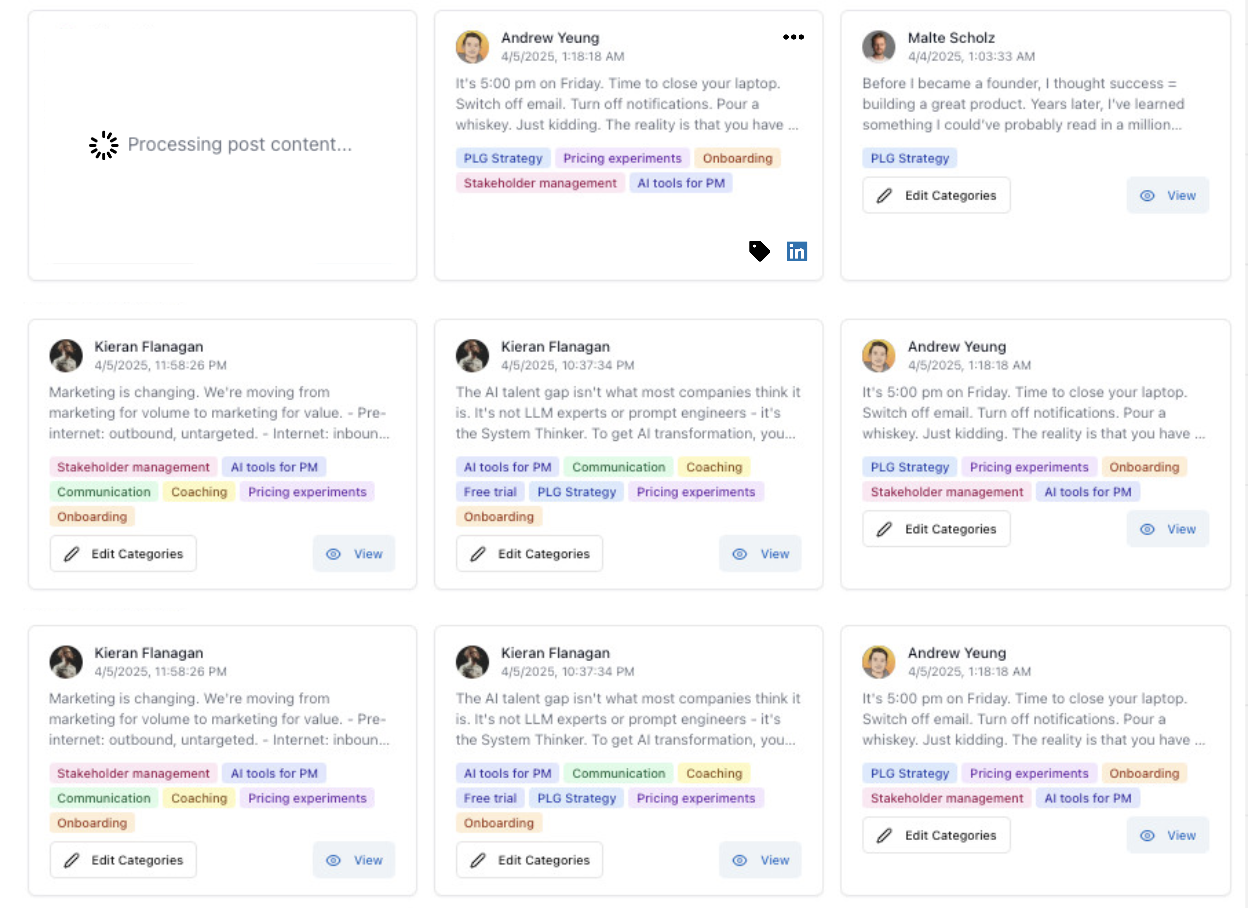 Processing post content...
Andrew Yeung
4/5/2025, 1:18:18 AM
It's 5:00 pm on Friday. Time to close your laptop.
Switch off email. Turn off notifications. Pour a
whiskey. Just kidding. The reality is that you have ...
PLG Strategy Pricing experiments Onboarding
Stakeholder management AI tools for PM
in
Malte Scholz
4/4/2025, 1:03:33 AM
Before I became a founder, I thought success =
building a great product. Years later, I've learned
something I could've probably read in a million...
PLG Strategy
Edit Categories View
Kieran Flanagan
4/5/2025, 11:58:26 PM
Marketing is changing. We're moving from
marketing for volume to marketing for value. - Pre-
internet: outbound, untargeted. - Internet: inboun...
Stakeholder management AI tools for PM
Communication Coaching Pricing experiments
Onboarding
Edit Categories View
Kieran Flanagan
4/5/2025, 10:37:34 PM
The AI talent gap isn't what most companies think it
is. It's not LLM experts or prompt engineers - it's
the System Thinker. To get AI transformation, you...
AI tools for PM Communication Coaching
Free trial PLG Strategy Pricing experiments
Onboarding
Edit Categories View
Andrew Yeung
4/5/2025, 1:18:18 AM
It's 5:00 pm on Friday. Time to close your laptop.
Switch off email. Turn off notifications. Pour a
whiskey. Just kidding. The reality is that you have ...
PLG Strategy Pricing experiments Onboarding
Stakeholder management AI tools for PM
Edit Categories View
Kieran Flanagan
4/5/2025, 11:58:26 PM
Marketing is changing. We're moving from
marketing for volume to marketing for value. - Pre-
internet: outbound, untargeted. - Internet: inboun...
Stakeholder management AI tools for PM
Communication Coaching Pricing experiments
Onboarding
Edit Categories View
Kieran Flanagan
4/5/2025, 10:37:34 PM
The AI talent gap isn't what most companies think it
is. It's not LLM experts or prompt engineers - it's
the System Thinker. To get AI transformation, you...
AI tools for PM Communication Coaching
Free trial PLG Strategy Pricing experiments
Onboarding
Edit Categories View
Andrew Yeung
4/5/2025, 1:18:18 AM
It's 5:00 pm on Friday. Time to close your laptop.
Switch off email. Turn off notifications. Pour a
whiskey. Just kidding. The reality is that you have ...
PLG Strategy Pricing experiments Onboarding
Stakeholder management AI tools for PM
Edit Categories View